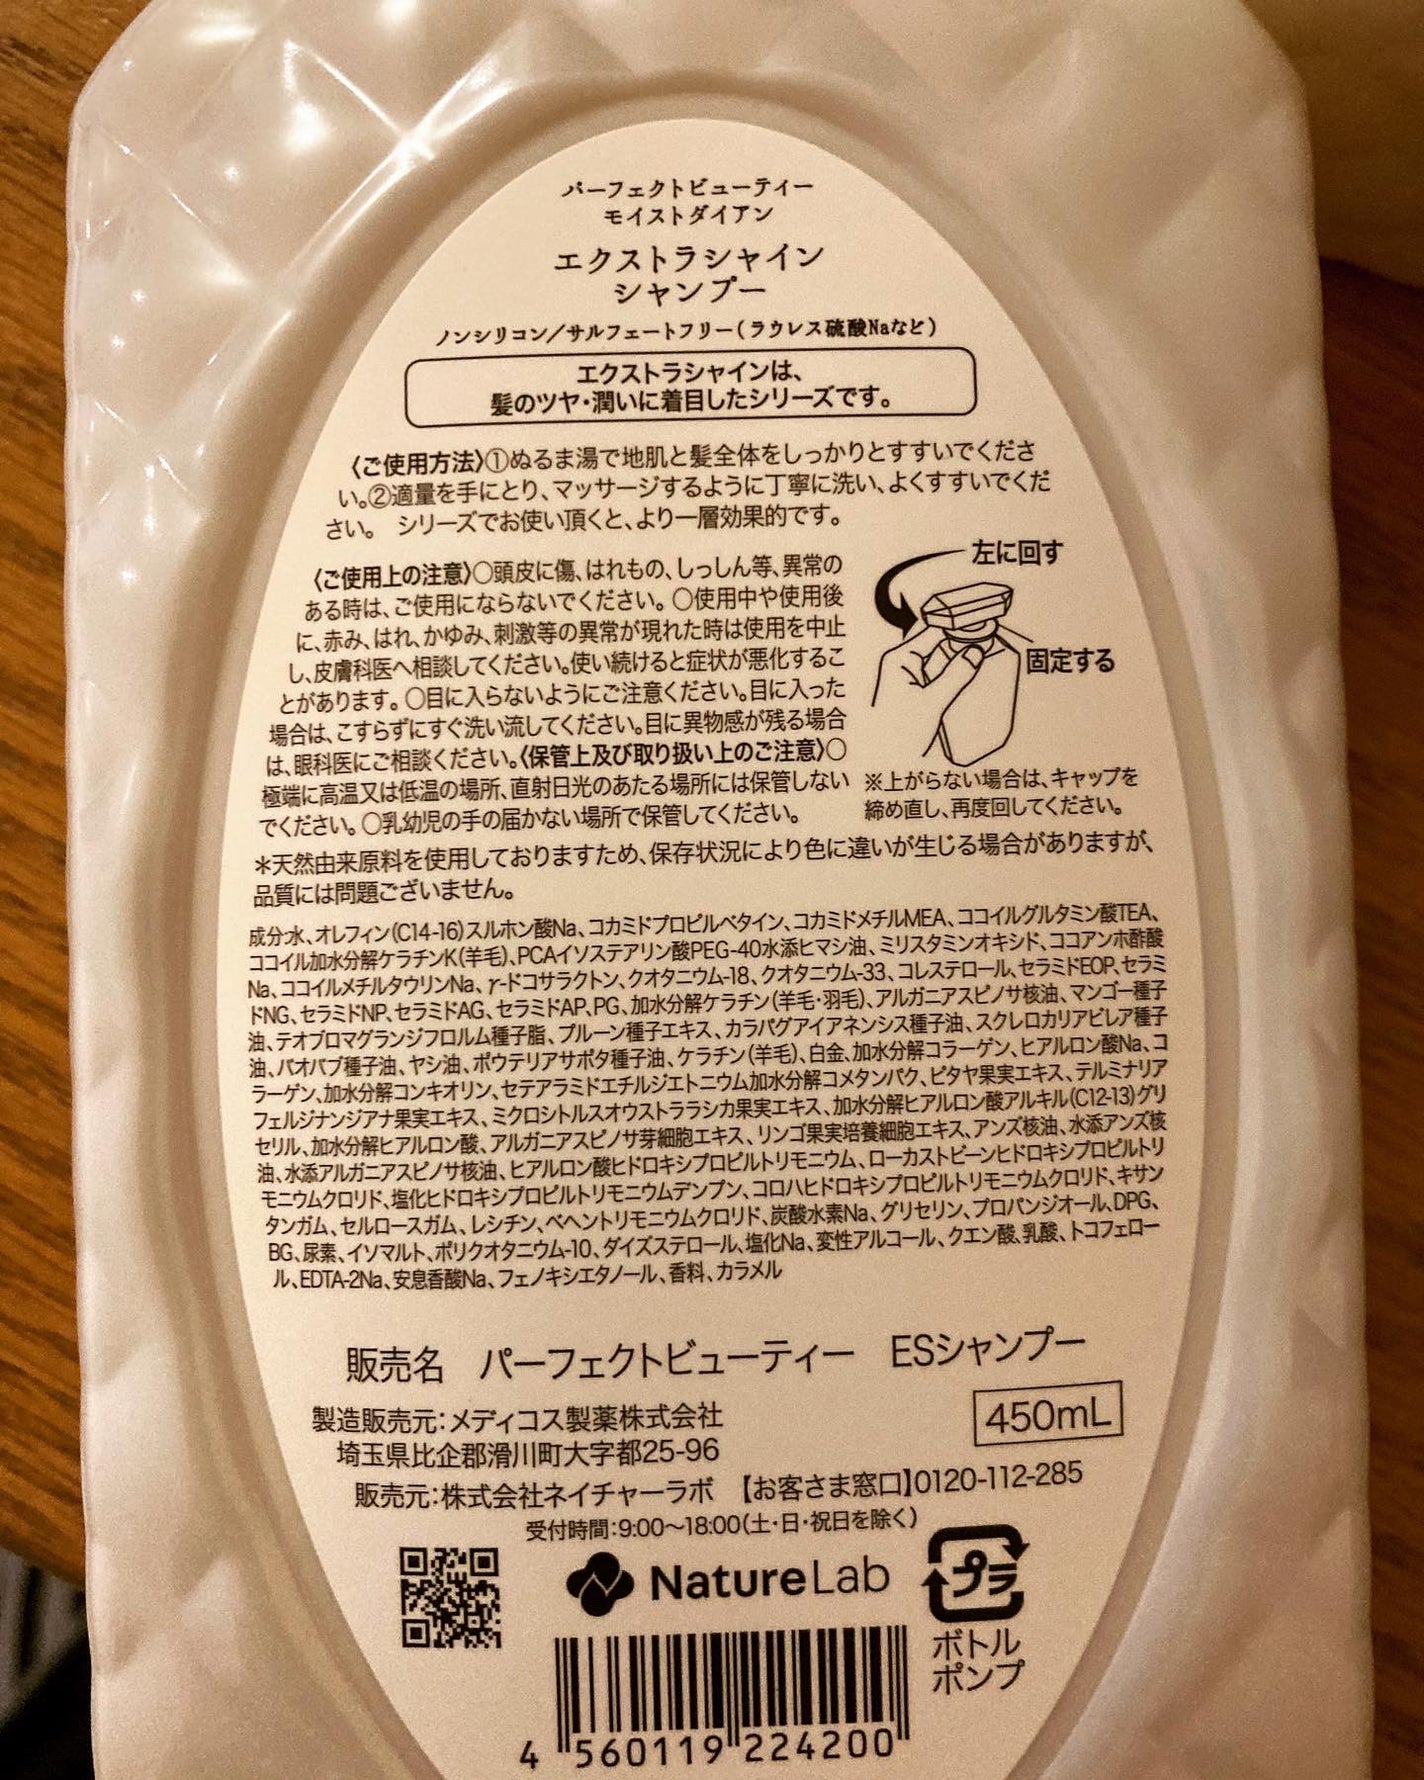 パーフェクトビューティー
モイストダイアン
エクストラシャイン
シャンプー
ノンシリコン／サルフェートフリー(ラウレス硫酸Naなど)
エクストラシャインは、
髪のツヤ・潤いに着目したシリーズです。
〈ご使用方法〉①ぬるま湯で地肌と髪全体をしっかりとすすいでくださ
い。②適量を手にとり、マッサージするように丁寧に洗い、よくすすいでくだ
さい。 シリーズでお使い頂くと、より一層効果的です。
〈ご使用上の注意〉○頭皮に傷、はれもの、しっしん等、異常の
ある時は、ご使用にならないでください。○使用中や使用後
に、赤み、はれ、かゆみ、刺激等の異常が現れた時は使用を中止
し、皮膚科医へ相談してください。使い続けると症状が悪化するこ
とがあります。○目に入らないようにご注意ください。目に入った
場合は、こすらずにすぐ洗い流してください。目に異物感が残る場合
は、眼科医にご相談ください。〈保管上及び取り扱い上のご注意〉○
極端に高温又は低温の場所、直射日光のあたる場所には保管しない
でください。○乳幼児の手の届かない場所で保管してください。
左に回す
固定する
※上がらない場合は、キャップを
締め直し、再度回してください。
＊天然由来原料を使用しておりますため、保存状況により色に違いが生じる場合がありますが、
品質には問題ございません。
成分:水、オレフィン(C14-16)スルホン酸Na、コカミドプロピルベタイン、コカミドメチルMEA、ココイルグルタミン酸TEA、
ココイル加水分解ケラチンK(羊毛)、PCAイソステアリン酸PEG-40水添ヒマシ油、ミリスタミンオキシド、ココアンホ酢酸
Na、ココイルメチルタウリンNa、γ-ドコサラクトン、クオタニウム-18、クオタニウム-33、コレステロール、セラミドEOP、セラミ
ドNG、セラミドNP、セラミドAG、セラミドAP、PG、加水分解ケラチン(羊毛・羽毛)、アルガニアスピノサ核油、マンゴー種子
油、テオブロマグランジフロルム種子脂、プルーン種子エキス、カラパグアイアネンシス種子油、スクレロカリアビレア種子
油、バオバブ種子油、ヤシ油、ポウテリアサポタ種子油、ケラチン(羊毛)、白金、加水分解コラーゲン、ヒアルロン酸Na、コ
ラーゲン、加水分解コンキオリン、セテアラミドエチルジエトニウム加水分解コメタンパク、ピタヤ果実エキス、テルミナリア
フェルジナンジアナ果実エキス、ミクロシトルスオウストララシカ果実エキス、加水分解ヒアルロン酸アルキル(C12-13)グリ
セリル、加水分解ヒアルロン酸、アルガニアスピノサ芽細胞エキス、リンゴ果実培養細胞エキス、アンズ核油、水添アンズ核
油、水添アルガニアスピノサ核油、ヒアルロン酸ヒドロキシプロピルトリモニウム、ローカストビーンヒドロキシプロピルトリ
モニウムクロリド、塩化ヒドロキシプロピルトリモニウムデンプン、コロハヒドロキシプロピルトリモニウムクロリド、キサン
タンガム、セルロースガム、レシチン、ベヘントリモニウムクロリド、炭酸水素Na、グリセリン、プロパンジオール、DPG、
BG、尿素、イソマルト、ポリクオタニウム-10、ダイズステロール、塩化Na、変性アルコール、クエン酸、乳酸、トコフェロー
ル、EDTA-2Na、安息香酸Na、フェノキシエタノール、香料、カラメル
販売名 パーフェクトビューティー ESシャンプー
450mL
製造販売元:メディコス製薬株式会社
埼玉県比企郡滑川町大字都25-96
販売元:株式会社ネイチャーラボ 【お客さま窓口】0120-112-285
受付時間:9:00～18:00(土・日・祝日を除く)
NatureLab
プラ
ボトル
ポンプ
4 560119 224200